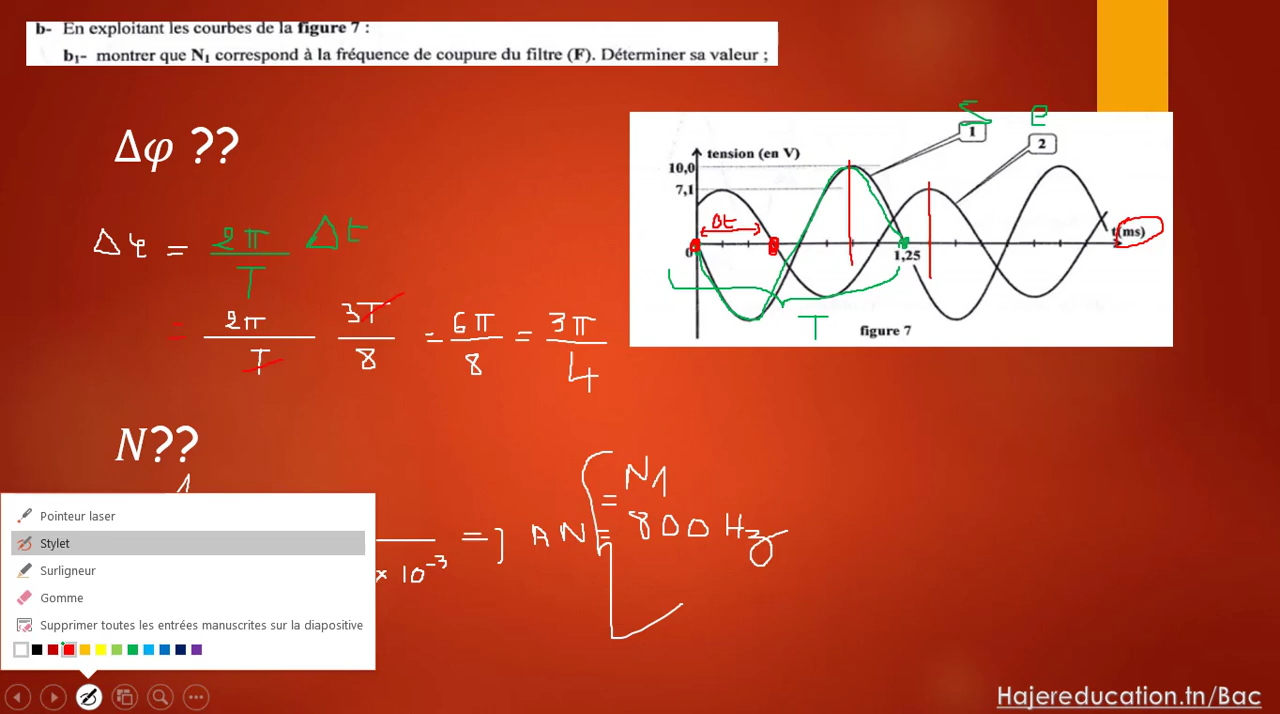 b- En exploitant les courbes de la figure 7 :
b₁- montrer que N₁ correspond à la fréquence de coupure du filtre (F). Déterminer sa valeur ;
Δφ ??
Δφ = 2π/T Δt
= 2π/T 3T/8 = 6π/8 = 3π/4
S e
1
2
tension (en V)
10,0
7,1
Δt
0
1,25
t(ms)
T
figure 7
N??
1
× 10⁻³ => AN = 800 Hz
= N1
Pointeur laser
Stylet
Surligneur
Gomme
Supprimer toutes les entrées manuscrites sur la diapositive
Hajereducation.tn/Bac